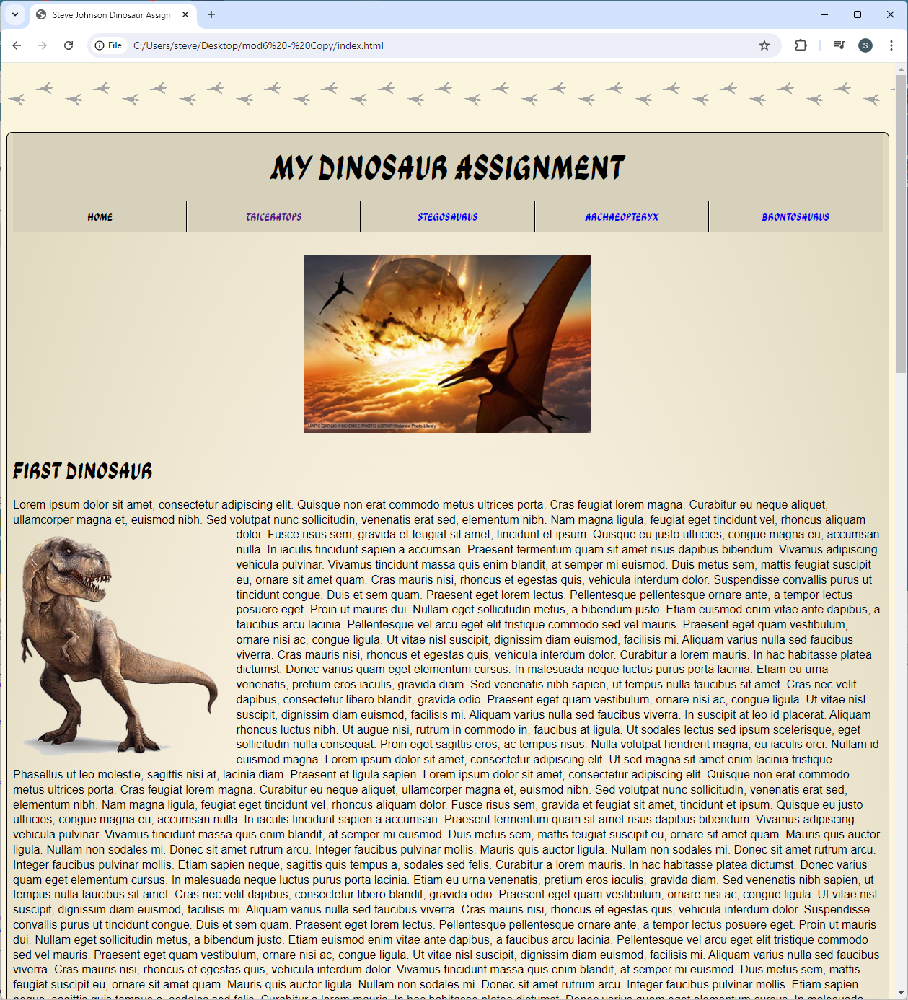 Steve Johnson Dinosaur Assign
File C:/Users/steve/Desktop/mod6%20-%20Copy/index.html
S
MY DINOSAUR ASSIGNMENT
HOME TRICERATOPS STEGOSAURUS ARCHAEOPTERYX BRONTOSAURUS
MARK GARLICK/SCIENCE PHOTO LIBRARYScience Photo Library
FIRST DINOSAUR
Lorem ipsum dolor sit amet, consectetur adipiscing elit. Quisque non erat commodo metus ultrices porta. Cras feugiat lorem magna. Curabitur eu neque aliquet,
ullamcorper magna et, euismod nibh. Sed volutpat nunc sollicitudin, venenatis erat sed, elementum nibh. Nam magna ligula, feugiat eget tincidunt vel, rhoncus aliquam
dolor. Fusce risus sem, gravida et feugiat sit amet, tincidunt et ipsum. Quisque eu justo ultricies, congue magna eu, accumsan
nulla. In iaculis tincidunt sapien a accumsan. Praesent fermentum quam sit amet risus dapibus bibendum. Vivamus adipiscing
vehicula pulvinar. Vivamus tincidunt massa quis enim blandit, at semper mi euismod. Duis metus sem, mattis feugiat suscipit
eu, ornare sit amet quam. Cras mauris nisi, rhoncus et egestas quis, vehicula interdum dolor. Suspendisse convallis purus ut
tincidunt congue. Duis et sem quam. Praesent eget lorem lectus. Pellentesque pellentesque ornare ante, a tempor lectus
posuere eget. Proin ut mauris dui. Nullam eget sollicitudin metus, a bibendum justo. Etiam euismod enim vitae ante dapibus, a
faucibus arcu lacinia. Pellentesque vel arcu eget elit tristique commodo sed vel mauris. Praesent eget quam vestibulum,
ornare nisi ac, congue ligula. Ut vitae nisl suscipit, dignissim diam euismod, facilisis mi. Aliquam varius nulla sed faucibus
viverra. Cras mauris nisi, rhoncus et egestas quis, vehicula interdum dolor. Curabitur a lorem mauris. In hac habitasse platea
dictumst. Donec varius quam eget elementum cursus. In malesuada neque luctus purus porta lacinia. Etiam eu urna
venenatis, pretium eros iaculis, gravida diam. Sed venenatis nibh sapien, ut tempus nulla faucibus sit amet. Cras nec velit
dapibus, consectetur libero blandit, gravida odio. Praesent eget quam vestibulum, ornare nisi ac, congue ligula. Ut vitae nisl
suscipit, dignissim diam euismod, facilisis mi. Aliquam varius nulla sed faucibus viverra. In suscipit at leo id placerat. Aliquam
rhoncus luctus nibh. Ut augue nisi, rutrum in commodo in, faucibus at ligula. Ut sodales lectus sed ipsum scelerisque, eget
sollicitudin nulla consequat. Proin eget sagittis eros, ac tempus risus. Nulla volutpat hendrerit magna, eu iaculis orci. Nullam id
euismod magna. Lorem ipsum dolor sit amet, consectetur adipiscing elit. Ut sed magna sit amet enim lacinia tristique.
Phasellus ut leo molestie, sagittis nisi at, lacinia diam. Praesent et ligula sapien. Lorem ipsum dolor sit amet, consectetur adipiscing elit. Quisque non erat commodo
metus ultrices porta. Cras feugiat lorem magna. Curabitur eu neque aliquet, ullamcorper magna et, euismod nibh. Sed volutpat nunc sollicitudin, venenatis erat sed,
elementum nibh. Nam magna ligula, feugiat eget tincidunt vel, rhoncus aliquam dolor. Fusce risus sem, gravida et feugiat sit amet, tincidunt et ipsum. Quisque eu justo
ultricies, congue magna eu, accumsan nulla. In iaculis tincidunt sapien a accumsan. Praesent fermentum quam sit amet risus dapibus bibendum. Vivamus adipiscing
vehicula pulvinar. Vivamus tincidunt massa quis enim blandit, at semper mi euismod. Duis metus sem, mattis feugiat suscipit eu, ornare sit amet quam. Mauris quis auctor
ligula. Nullam non sodales mi. Donec sit amet rutrum arcu. Integer faucibus pulvinar mollis. Mauris quis auctor ligula. Nullam non sodales mi. Donec sit amet rutrum arcu.
Integer faucibus pulvinar mollis. Etiam sapien neque, sagittis quis tempus a, sodales sed felis. Curabitur a lorem mauris. In hac habitasse platea dictumst. Donec varius
quam eget elementum cursus. In malesuada neque luctus purus porta lacinia. Etiam eu urna venenatis, pretium eros iaculis, gravida diam. Sed venenatis nibh sapien, ut
tempus nulla faucibus sit amet. Cras nec velit dapibus, consectetur libero blandit, gravida odio. Praesent eget quam vestibulum, ornare nisi ac, congue ligula. Ut vitae nisl
suscipit, dignissim diam euismod, facilisis mi. Aliquam varius nulla sed faucibus viverra. Cras mauris nisi, rhoncus et egestas quis, vehicula interdum dolor. Suspendisse
convallis purus ut tincidunt congue. Duis et sem quam. Praesent eget lorem lectus. Pellentesque pellentesque ornare ante, a tempor lectus posuere eget. Proin ut mauris
dui. Nullam eget sollicitudin metus, a bibendum justo. Etiam euismod enim vitae ante dapibus, a faucibus arcu lacinia. Pellentesque vel arcu eget elit tristique commodo
sed vel mauris. Praesent eget quam vestibulum, ornare nisi ac, congue ligula. Ut vitae nisl suscipit, dignissim diam euismod, facilisis mi. Aliquam varius nulla sed faucibus
viverra. Cras mauris nisi, rhoncus et egestas quis, vehicula interdum dolor. Vivamus tincidunt massa quis enim blandit, at semper mi euismod. Duis metus sem, mattis
feugiat suscipit eu, ornare sit amet quam. Mauris quis auctor ligula. Nullam non sodales mi. Donec sit amet rutrum arcu. Integer faucibus pulvinar mollis. Etiam sapien
neque, sagittis quis tempus a, sodales sed felis. Curabitur a lorem mauris. In hac habitasse platea dictumst. Donec varius quam eget elementum cursus. In malesuada